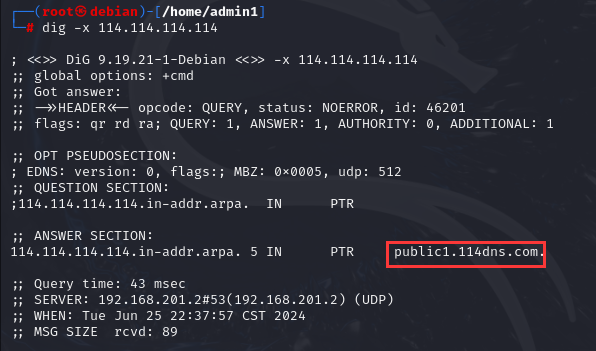 ┌──(root㉿debian)-[/home/admin1]
└─# dig -x 114.114.114.114

; <<>> DiG 9.19.21-1-Debian <<>> -x 114.114.114.114
;; global options: +cmd
;; Got answer:
;; ->>HEADER<<- opcode: QUERY, status: NOERROR, id: 46201
;; flags: qr rd ra; QUERY: 1, ANSWER: 1, AUTHORITY: 0, ADDITIONAL: 1

;; OPT PSEUDOSECTION:
; EDNS: version: 0, flags:; MBZ: 0x0005, udp: 512
;; QUESTION SECTION:
;114.114.114.114.in-addr.arpa.  IN      PTR

;; ANSWER SECTION:
114.114.114.114.in-addr.arpa. 5 IN      PTR     public1.114dns.com.

;; Query time: 43 msec
;; SERVER: 192.168.201.2#53(192.168.201.2) (UDP)
;; WHEN: Tue Jun 25 22:37:57 CST 2024
;; MSG SIZE  rcvd: 89